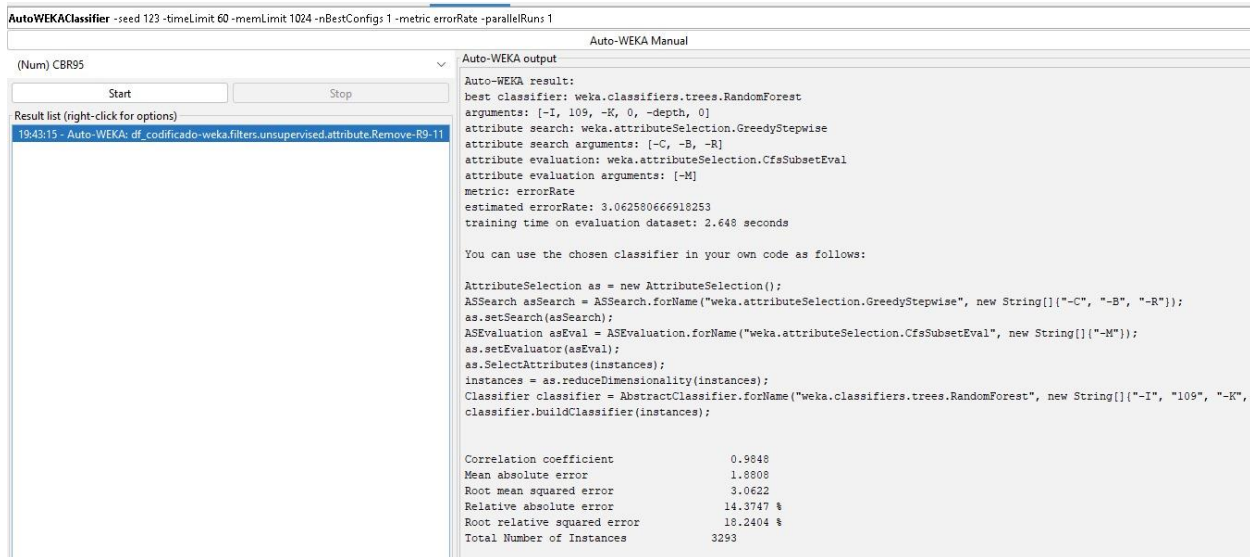 AutoWEKAClassifier -seed 123 -timeLimit 60 -memLimit 1024 -nBestConfigs 1 -metric errorRate -parallelRuns 1
Auto-WEKA Manual
(Num) CBR95
Start
Stop
Result list (right-click for options)
19:43:15 - Auto-WEKA: df_codificado-weka.filters.unsupervised.attribute.Remove-R9-11
Auto-WEKA output
Auto-WEKA result:
best classifier: weka.classifiers.trees.RandomForest
arguments: [-I, 109, -K, 0, -depth, 0]
attribute search: weka.attributeSelection.GreedyStepwise
attribute search arguments: [-C, -B, -R]
attribute evaluation: weka.attributeSelection.CfsSubsetEval
attribute evaluation arguments: [-M]
metric: errorRate
estimated errorRate: 3.062580666918253
training time on evaluation dataset: 2.648 seconds
You can use the chosen classifier in your own code as follows:
AttributeSelection as = new AttributeSelection();
ASSearch asSearch = ASSearch.forName("weka.attributeSelection.GreedyStepwise", new String[]{"-C", "-B", "-R"});
as.setSearch(asSearch);
ASEvaluation asEval = ASEvaluation.forName("weka.attributeSelection.CfsSubsetEval", new String[]{"-M"});
as.setEvaluator(asEval);
as.SelectAttributes(instances);
instances = as.reduceDimensionality(instances);
Classifier classifier = AbstractClassifier.forName("weka.classifiers.trees.RandomForest", new String[]{"-I", "109", "-K",
classifier.buildClassifier(instances);
Correlation coefficient 0.9848
Mean absolute error 1.8808
Root mean squared error 3.0622
Relative absolute error 14.3747 %
Root relative squared error 18.2404 %
Total Number of Instances 3293